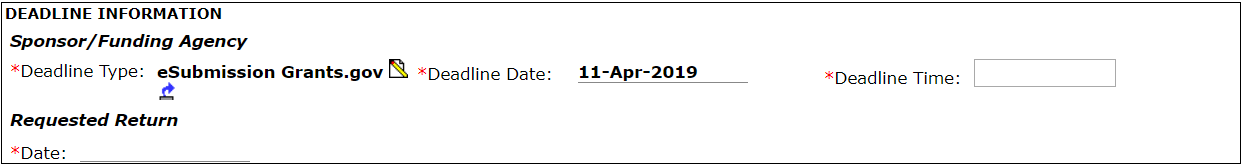 DEADLINE INFORMATION
Sponsor/Funding Agency
*Deadline Type: eSubmission Grants.gov *Deadline Date: 11-Apr-2019 *Deadline Time:
Requested Return
*Date: